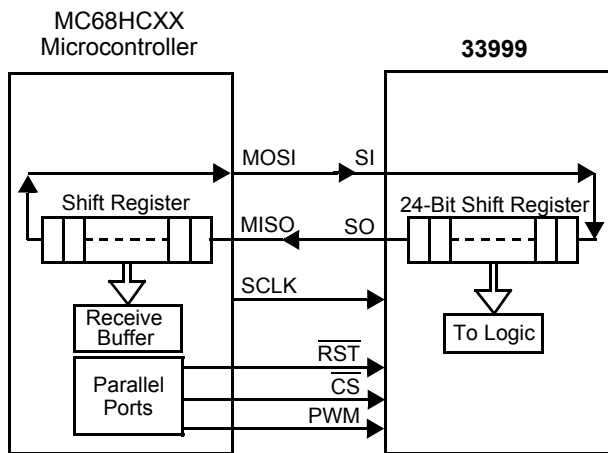 MC68HCXX
Microcontroller
33999
MOSI
SI
Shift Register
24-Bit Shift Register
MISO
SO
SCLK
Receive
Buffer
To Logic
RST
Parallel
Ports
CS
PWM